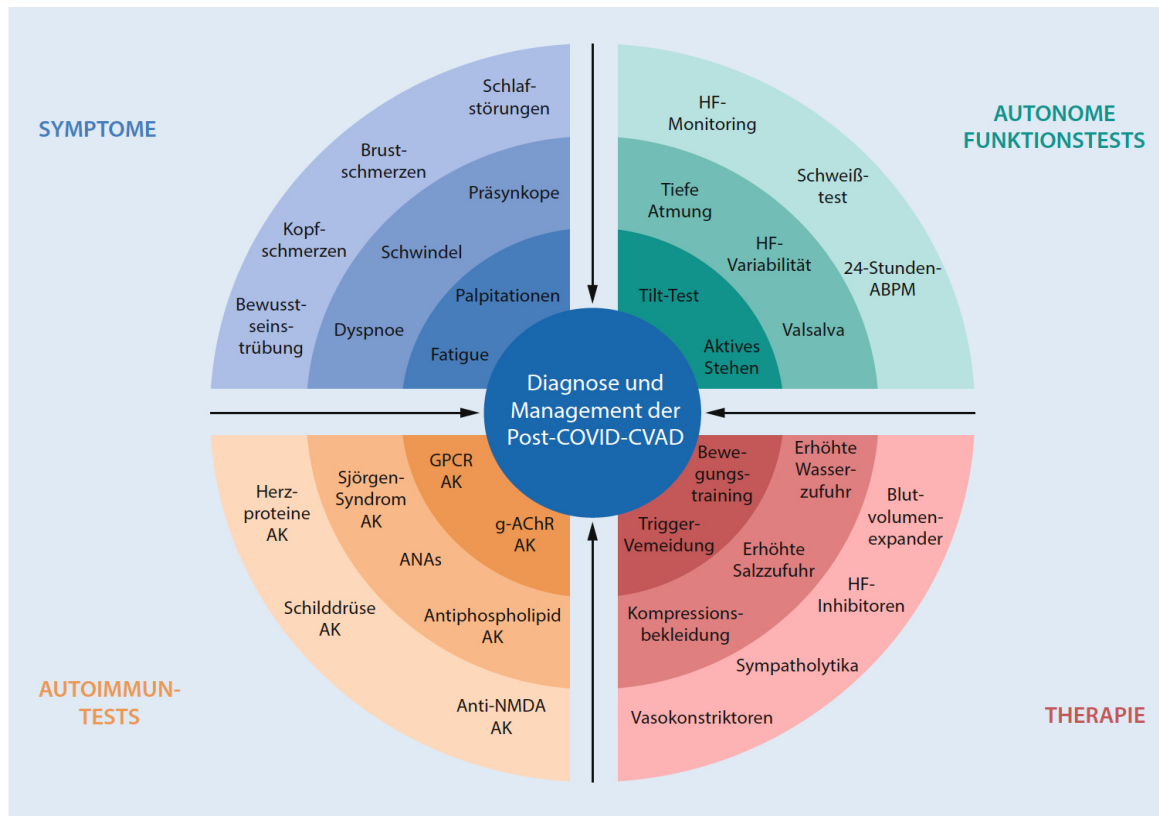 SYMPTOME
Schlaf-
störungen
Brust-
schmerzen
Präsynkope
Kopf-
schmerzen
Schwindel
Palpitationen
Bewusst-
seins-
trübung
Dyspnoe
Fatigue
AUTONOME
FUNKTIONSTESTS
HF-
Monitoring
Schweiß-
test
Tiefe
Atmung
HF-
Variabilität
24-Stunden-
ABPM
Tilt-Test
Valsalva
Aktives
Stehen
Diagnose und
Management der
Post-COVID-CVAD
AUTOIMMUN-
TESTS
GPCR
AK
Sjörgen-
Syndrom
AK
Herz-
proteine
AK
g-AChR
AK
ANAs
Schilddrüse
AK
Antiphospholipid
AK
Anti-NMDA
AK
THERAPIE
Bewe-
gungs-
training
Erhöhte
Wasser-
zufuhr
Blut-
volumen-
expander
Trigger-
Vermeidung
Erhöhte
Salzzufuhr
HF-
Inhibitoren
Kompressions-
bekleidung
Sympatholytika
Vasokonstriktoren